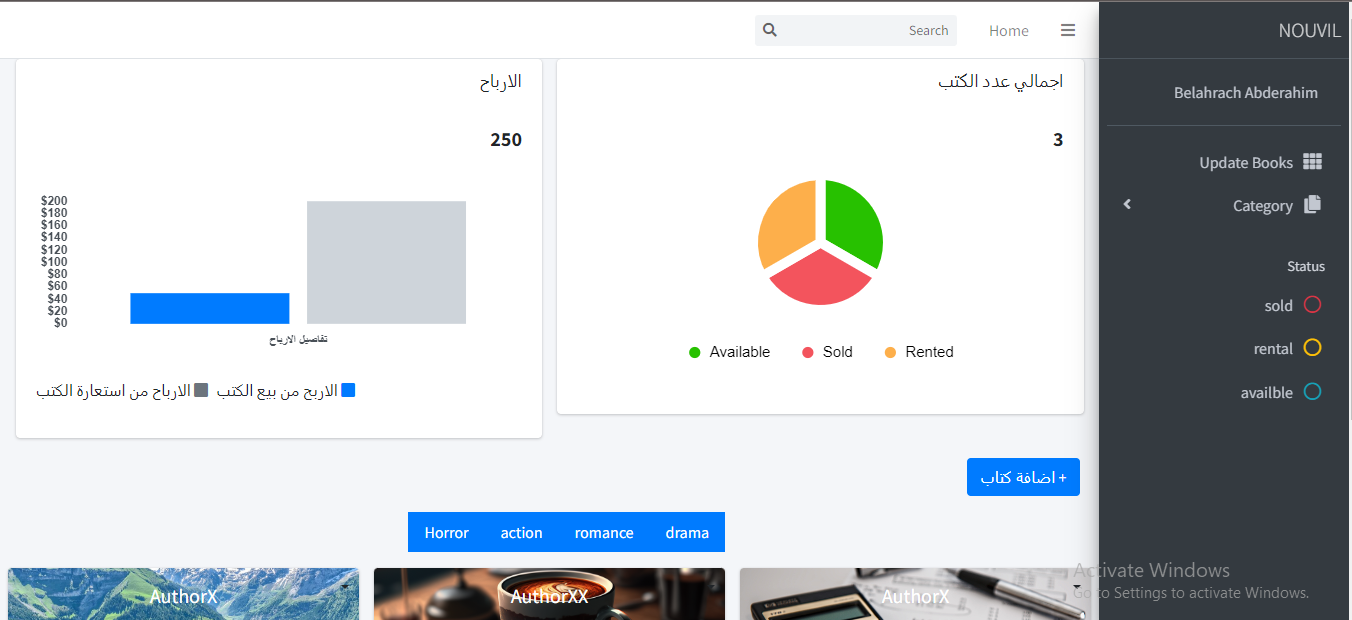 NOUVIL
Home
Search
Belahrach Abderahim
Update Books
Category
Status
sold
rental
availble
اجمالي عدد الكتب
3
Available
Sold
Rented
الارباح
250
$200
$180
$160
$140
$120
$100
$80
$60
$40
$20
$0
تفاصيل الارباح
الاربح من بيع الكتب
الارباح من استعارة الكتب
+ اضافة كتاب
Horror action romance drama
AuthorX
AuthorXX
AuthorX
Activate Windows
Go to Settings to activate Windows.